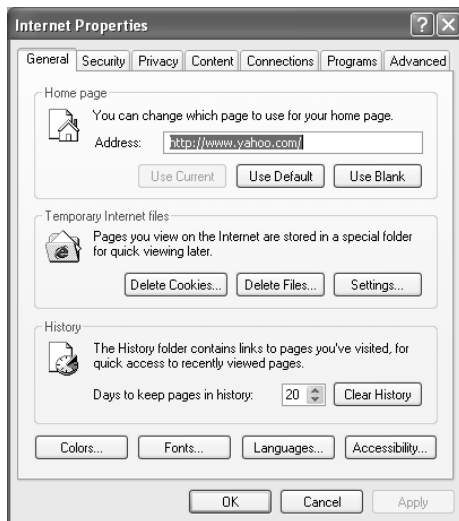 Internet Properties
General Security Privacy Content Connections Programs Advanced
Home page
You can change which page to use for your home page.
Address: http://www.yahoo.com/
Use Current Use Default Use Blank
Temporary Internet files
Pages you view on the Internet are stored in a special folder
for quick viewing later.
Delete Cookies... Delete Files... Settings...
History
The History folder contains links to pages you've visited, for
quick access to recently viewed pages.
Days to keep pages in history: 20 Clear History
Colors... Fonts... Languages... Accessibility...
OK Cancel Apply